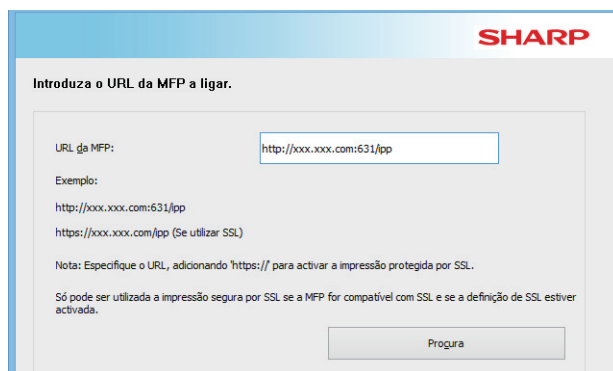 SHARP
Introduza o URL da MFP a ligar.
URL da MFP:
http://xxx.xxx.com:631/ipp
Exemplo:
http://xxx.xxx.com:631/ipp
https://xxx.xxx.com/ipp (Se utilizar SSL)
Nota: Especifique o URL, adicionando 'https://' para activar a impressão protegida por SSL.
Só pode ser utilizada a impressão segura por SSL se a MFP for compatível com SSL e se a definição de SSL estiver
activada.
Procura